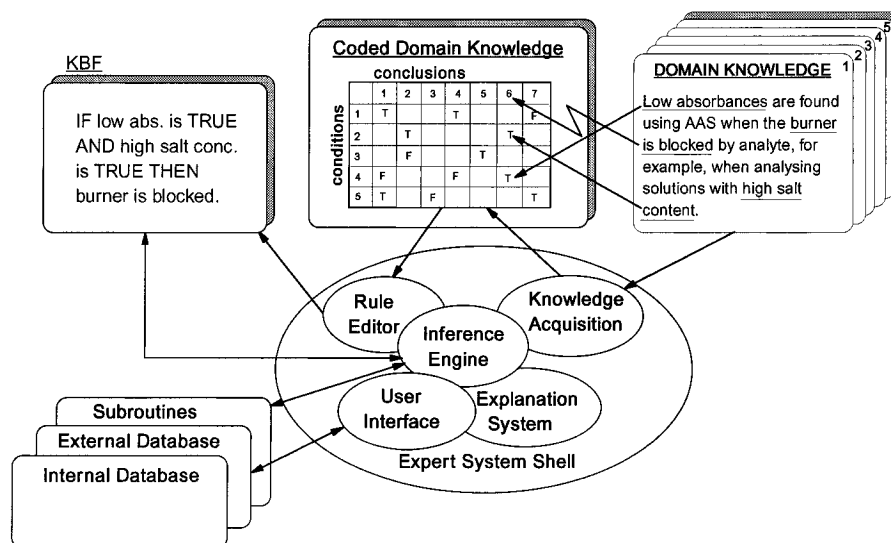 KBF
IF low abs. is TRUE
AND high salt conc.
is TRUE THEN
burner is blocked.
Coded Domain Knowledge
conclusions
conditions
1 2 3 4 5 6 7
1 T T F
2 T T
3 F T
4 F F T
5 T F T
1
2
3
4
5
DOMAIN KNOWLEDGE
Low absorbances are found
using AAS when the burner
is blocked by analyte, for
example, when analysing
solutions with high salt
content.
Rule
Editor
Knowledge
Acquisition
Inference
Engine
User
Interface
Explanation
System
Expert System Shell
Subroutines
External Database
Internal Database